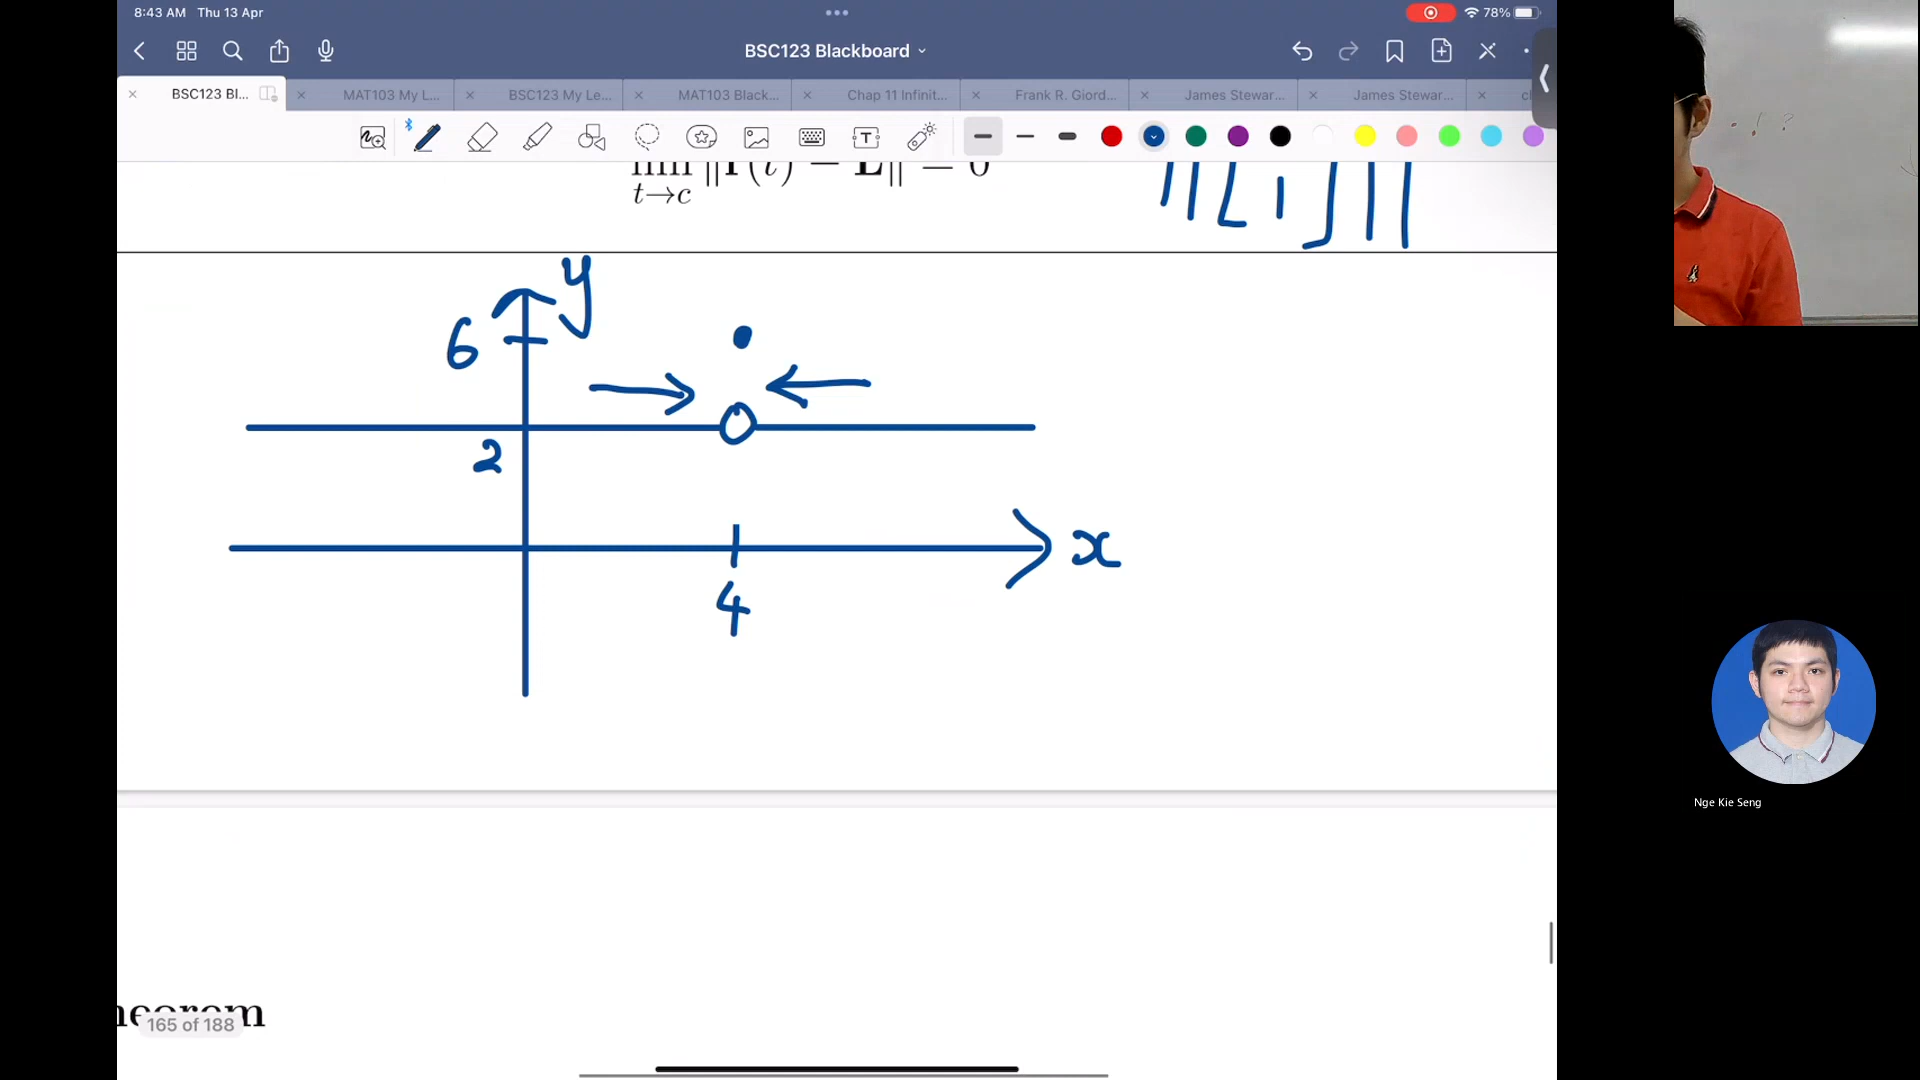 8:43 AM Thu 13 Apr
78%
BSC123 Blackboard
BSC123 Bl...
MAT103 My L...
BSC123 My Le...
MAT103 Black...
Chap 11 Infinit...
Frank R. Giord...
James Stewar...
James Stewar...
T
t→c
y
6
2
x
4
Nge Kie Seng
165 of 188